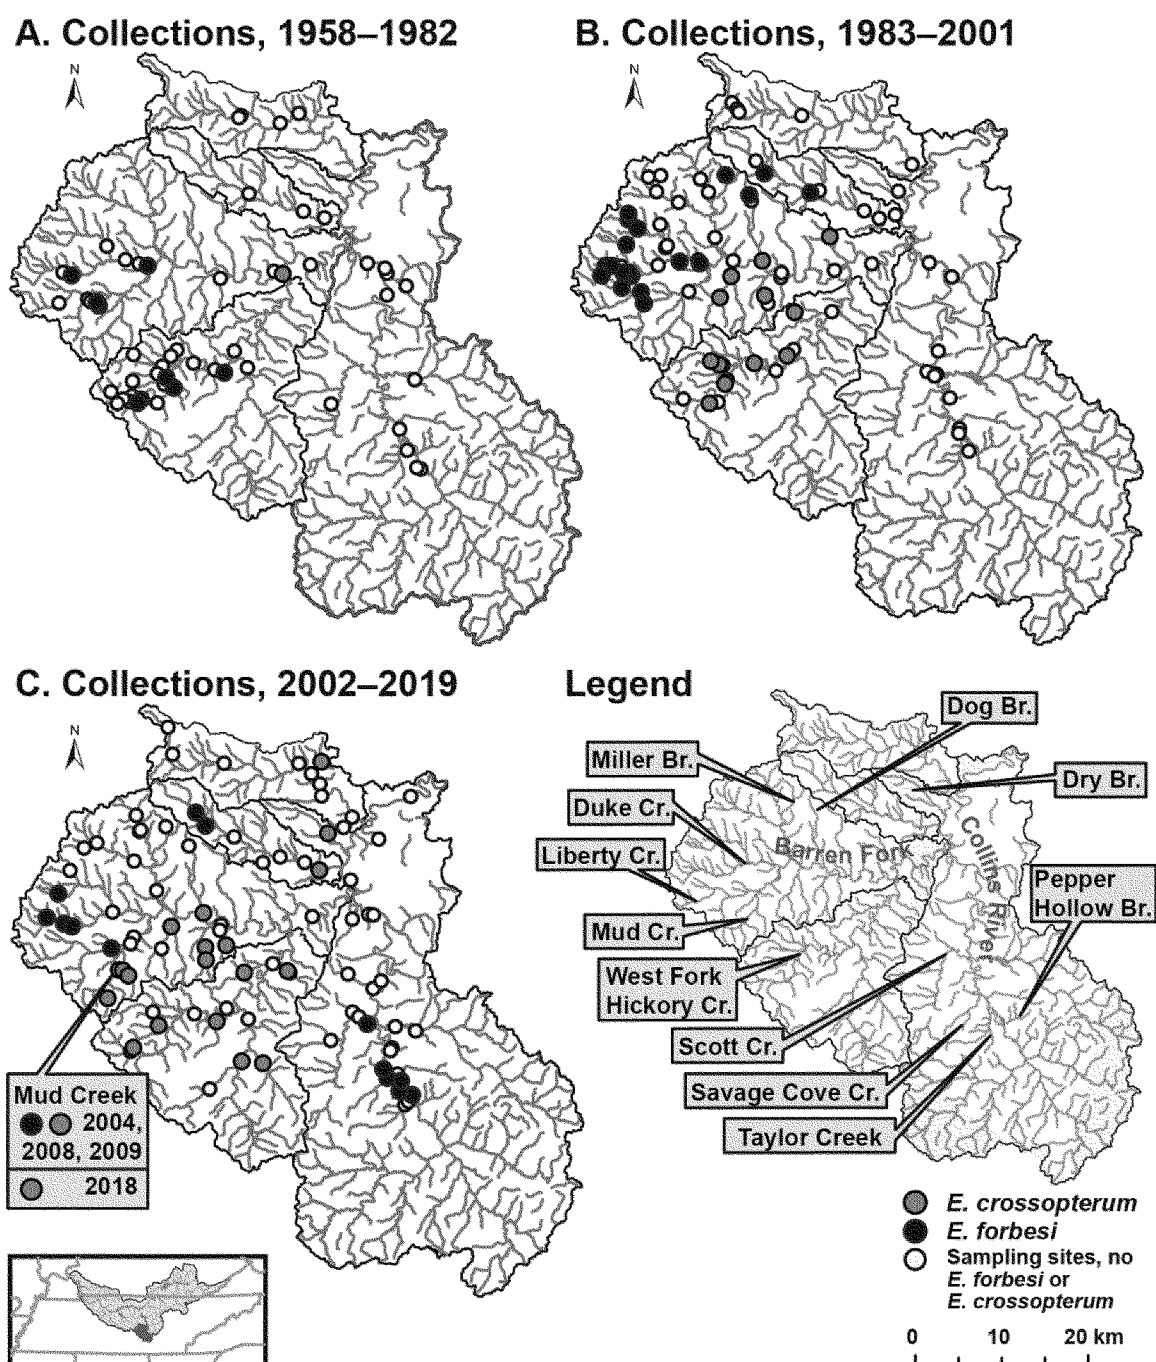 A. Collections, 1958–1982
B. Collections, 1983–2001
N
N
C. Collections, 2002–2019
Legend
N
Dog Br.
Miller Br.
Dry Br.
Duke Cr.
Liberty Cr.
Barren Fork
Collins River
Pepper
Hollow Br.
Mud Cr.
West Fork
Hickory Cr.
Scott Cr.
Savage Cove Cr.
Taylor Creek
Mud Creek
2004,
2008, 2009
2018
E. crossopterum
E. forbesi
Sampling sites, no
E. forbesi or
E. crossopterum
0 10 20 km